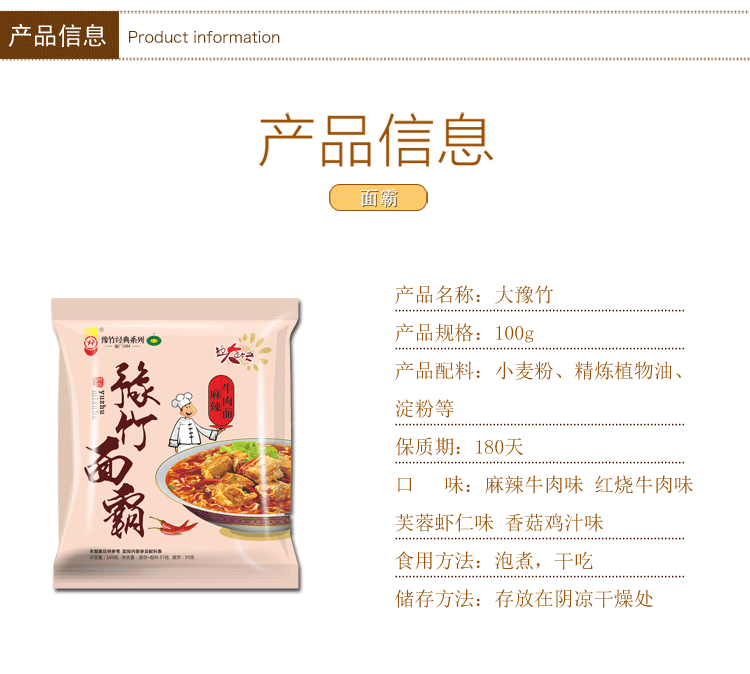 产品信息
Product information
产品信息
面霸
豫竹经典系列
豫竹面霸
yuzhu
mianba
麻辣
牛肉面
产品名称：大豫竹
产品规格：100g
产品配料：小麦粉、精炼植物油、
淀粉等
保质期：180天
口 味：麻辣牛肉味 红烧牛肉味
芙蓉虾仁味 香菇鸡汁味
食用方法：泡煮，干吃
储存方法：存放在阴凉干燥处